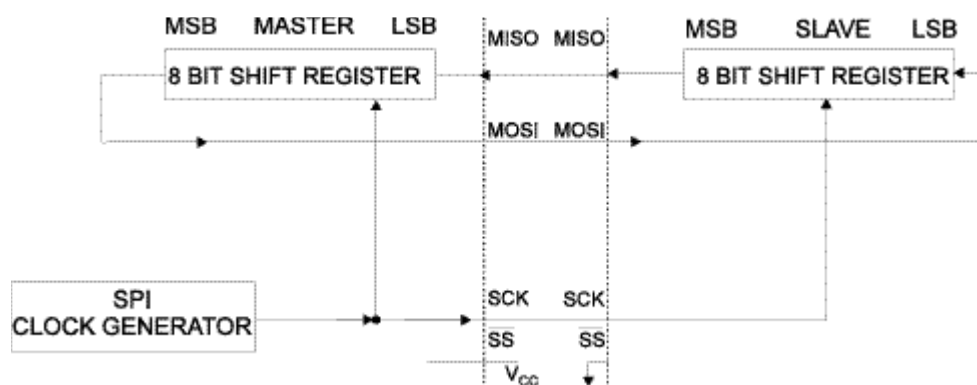 MSB MASTER LSB
8 BIT SHIFT REGISTER
MISO MISO
MSB SLAVE LSB
8 BIT SHIFT REGISTER
MOSI MOSI
SPI
CLOCK GENERATOR
SCK SCK
SS SS
VCC